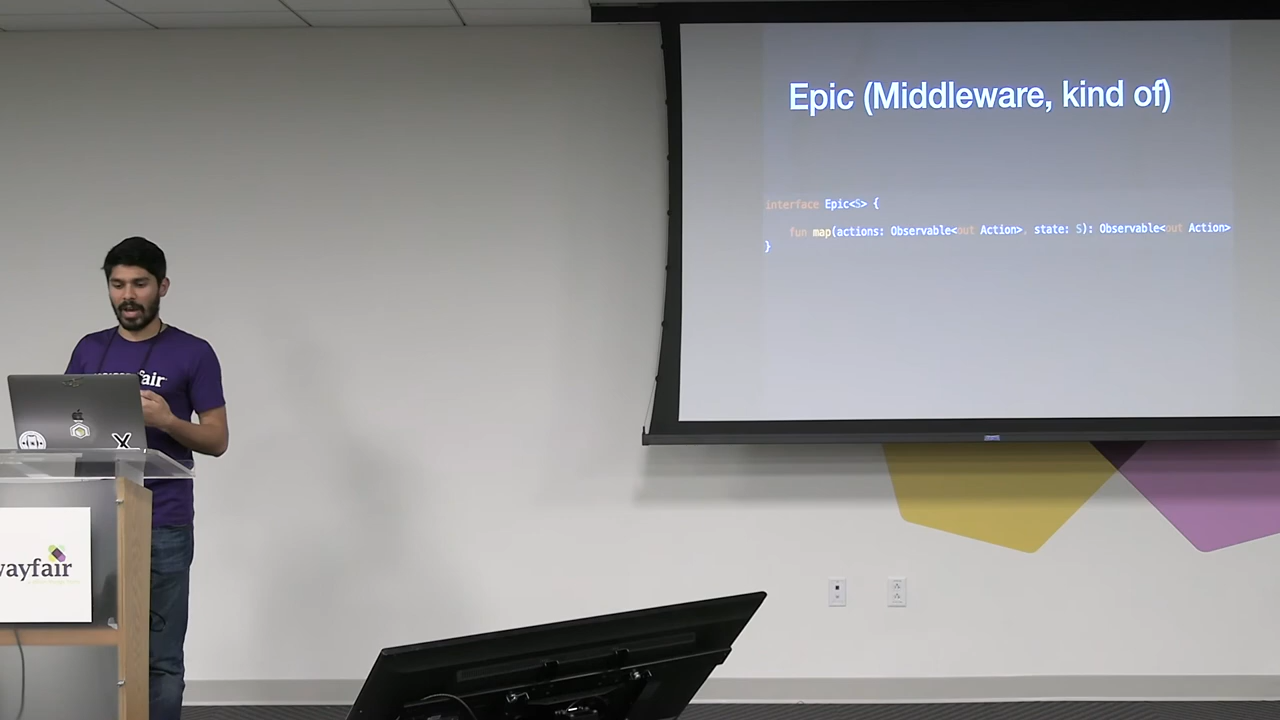 Epic (Middleware, kind of)
interface Epic<S> {
fun map(actions: Observable<out Action>, state: S): Observable<out Action>
}
fair
wayfair